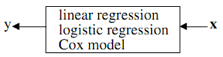 linear regression
y logistic regression x
Cox model